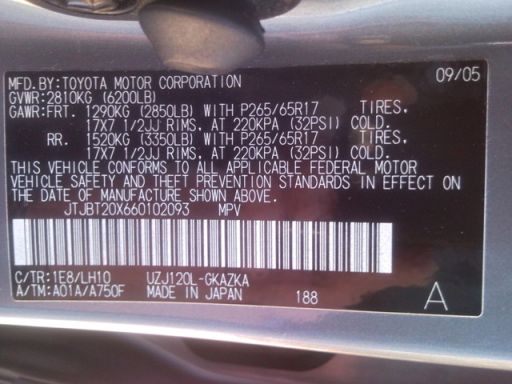 MFD.BY:TOYOTA MOTOR CORPORATION 09/05
GVWR:2810KG (6200LB)
GAWR:FRT. 1290KG (2850LB) WITH P265/65R17 TIRES,
17X7 1/2JJ RIMS, AT 220KPA (32PSI) COLD.
RR. 1520KG (3350LB) WITH P265/65R17 TIRES,
17X7 1/2JJ RIMS, AT 220KPA (32PSI) COLD.
THIS VEHICLE CONFORMS TO ALL APPLICABLE FEDERAL MOTOR
VEHICLE SAFETY AND THEFT PREVENTION STANDARDS IN EFFECT ON
THE DATE OF MANUFACTURE SHOWN ABOVE.
JTJBT20X660102093 MPV
C/TR:1E8/LH10 UZJ120L-GKAZKA
A/TM:A01A/A750F MADE IN JAPAN 188 A